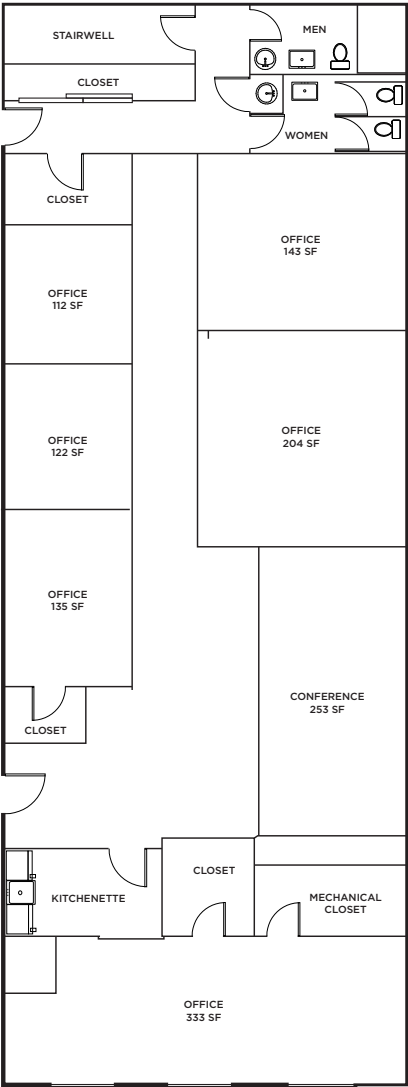 STAIRWELL
MEN
CLOSET
WOMEN
CLOSET
OFFICE
143 SF
OFFICE
112 SF
OFFICE
204 SF
OFFICE
122 SF
OFFICE
135 SF
CONFERENCE
253 SF
CLOSET
CLOSET
KITCHENETTE
MECHANICAL
CLOSET
OFFICE
333 SF